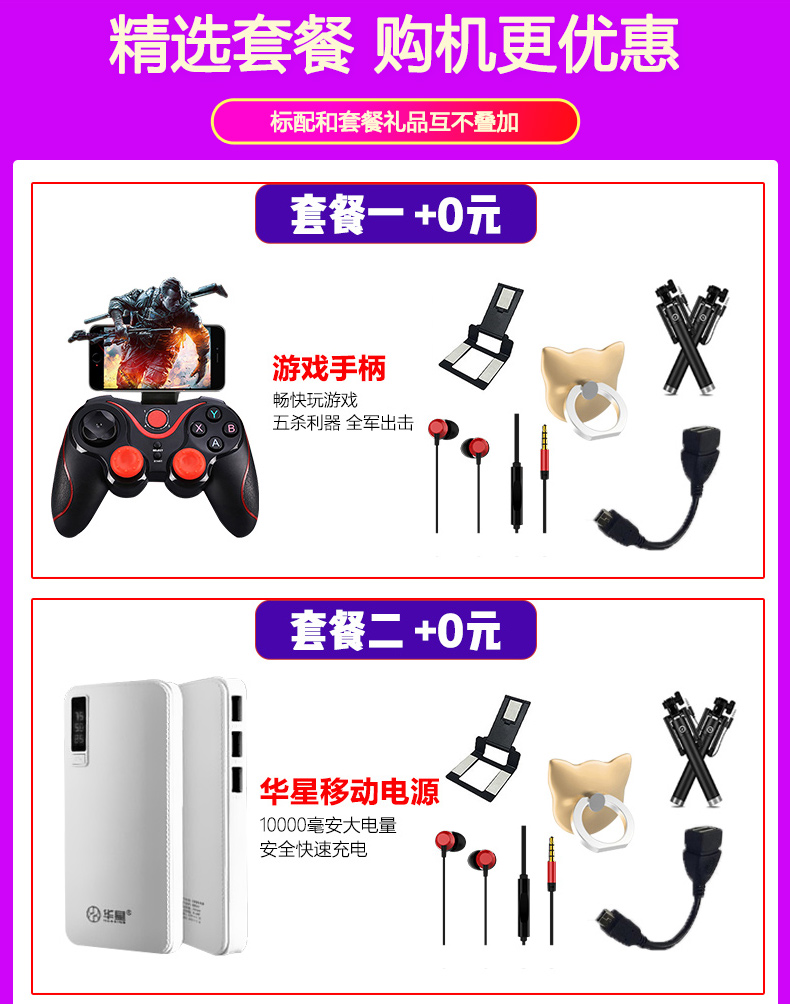 精选套餐 购机更优惠
标配和套餐礼品互不叠加
套餐一 +0元
游戏手柄
畅快玩游戏
五杀利器 全军出击
Y
X
B
A
套餐二 +0元
华星移动电源
10000毫安大电量
安全快速充电
华星®